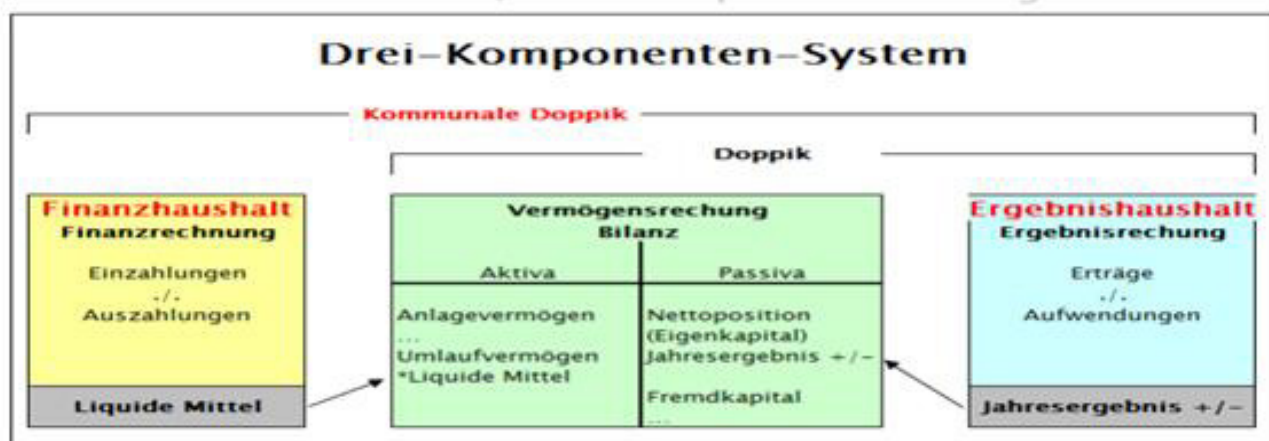 Drei-Komponenten-System
Kommunale Doppik
Doppik
Finanzhaushalt
Finanzrechnung
Einzahlungen
./.
Auszahlungen
Liquide Mittel
Vermögensrechung
Bilanz
Aktiva
Passiva
Anlagevermögen
...
Umlaufvermögen
*Liquide Mittel
Nettoposition
(Eigenkapital)
Jahresergebnis +/-
Fremdkapital
...
Ergebnishaushalt
Ergebnisrechung
Erträge
./.
Aufwendungen
Jahresergebnis +/-